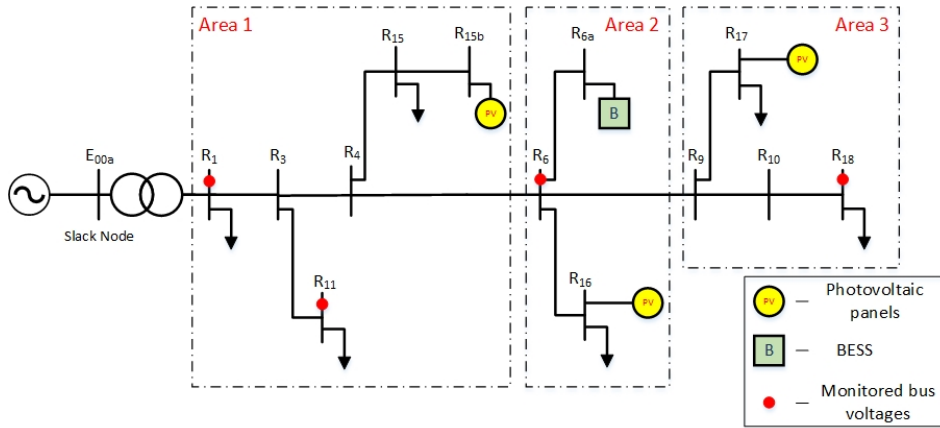 Area 1
Area 2
Area 3
R15
R15b
R6a
R17
PV
PV
B
E00a
R1
R3
R4
R6
R9
R10
R18
Slack Node
R11
R16
PV
PV
Photovoltaic
panels
B
BESS
Monitored bus
voltages